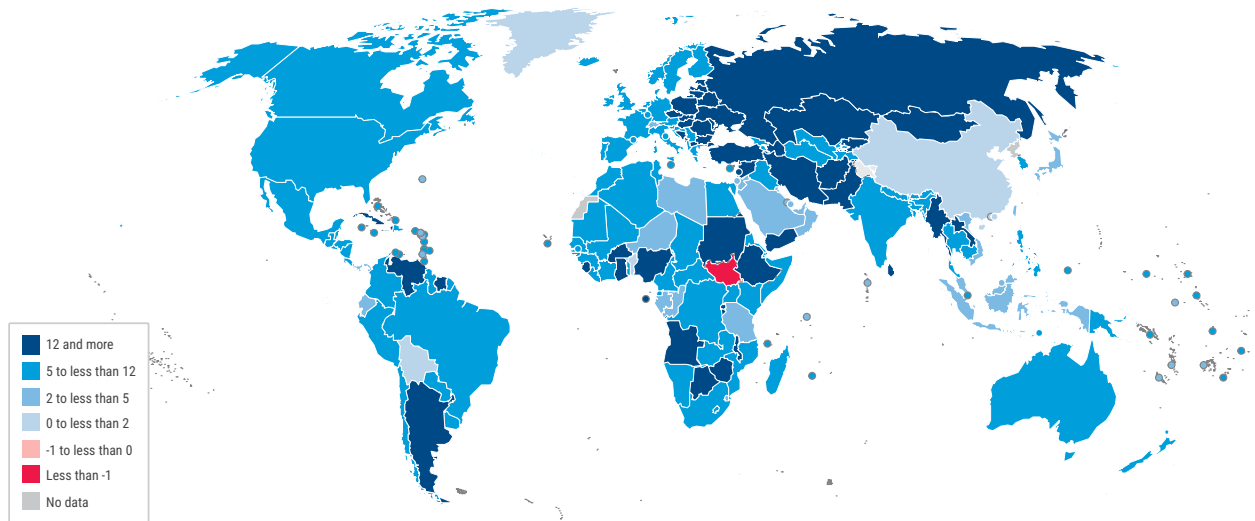 12 and more
5 to less than 12
2 to less than 5
0 to less than 2
-1 to less than 0
Less than -1
No data